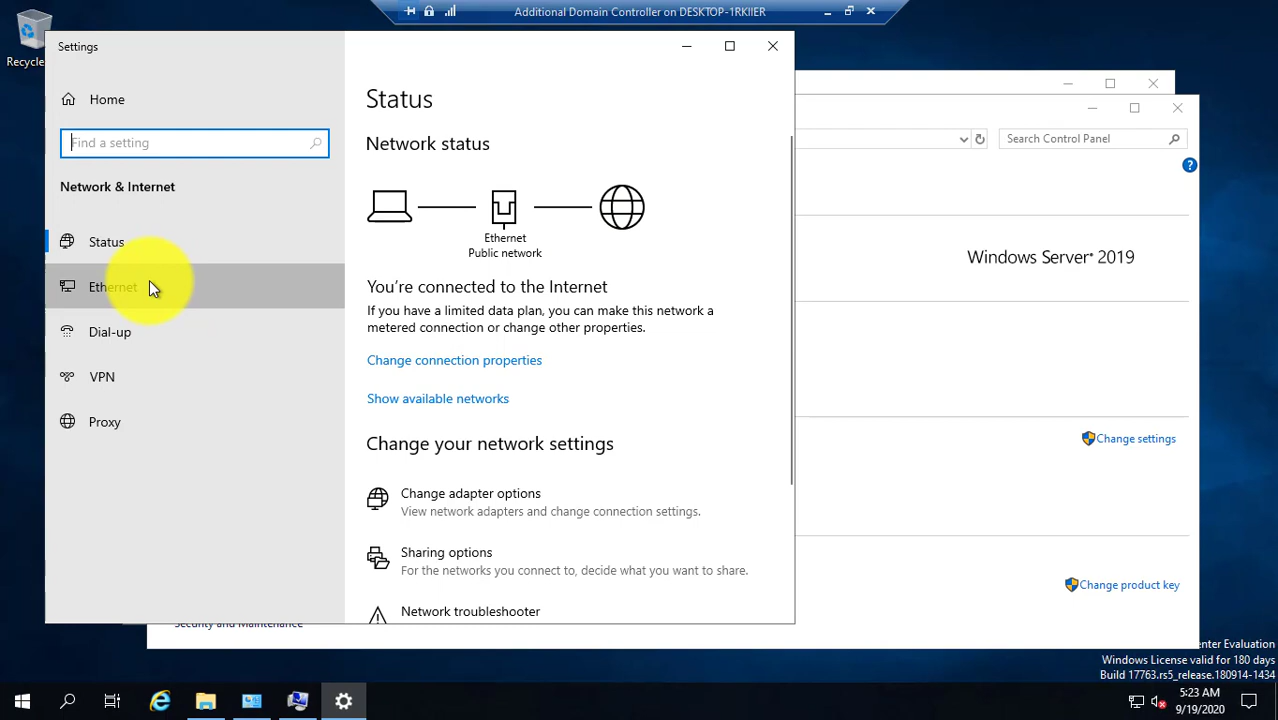 Additional Domain Controller on DESKTOP-1RKIIER
Recycle
Settings
Home
Find a setting
Network & Internet
Status
Ethernet
Dial-up
VPN
Proxy
Status
Network status
Ethernet
Public network
You're connected to the Internet
If you have a limited data plan, you can make this network a
metered connection or change other properties.
Change connection properties
Show available networks
Change your network settings
Change adapter options
View network adapters and change connection settings.
Sharing options
For the networks you connect to, decide what you want to share.
Network troubleshooter
Search Control Panel
Windows Server® 2019
Change settings
Change product key
Security and Maintenance
enter Evaluation
Windows License valid for 180 days
Build 17763.rs5_release.180914-1434
5:23 AM
9/19/2020